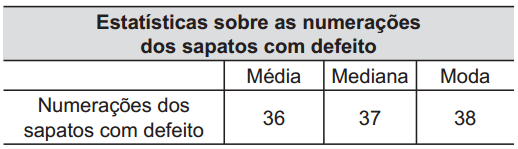 Estatísticas sobre as numerações
dos sapatos com defeito
Média Mediana Moda
Numerações dos
sapatos com defeito 36 37 38